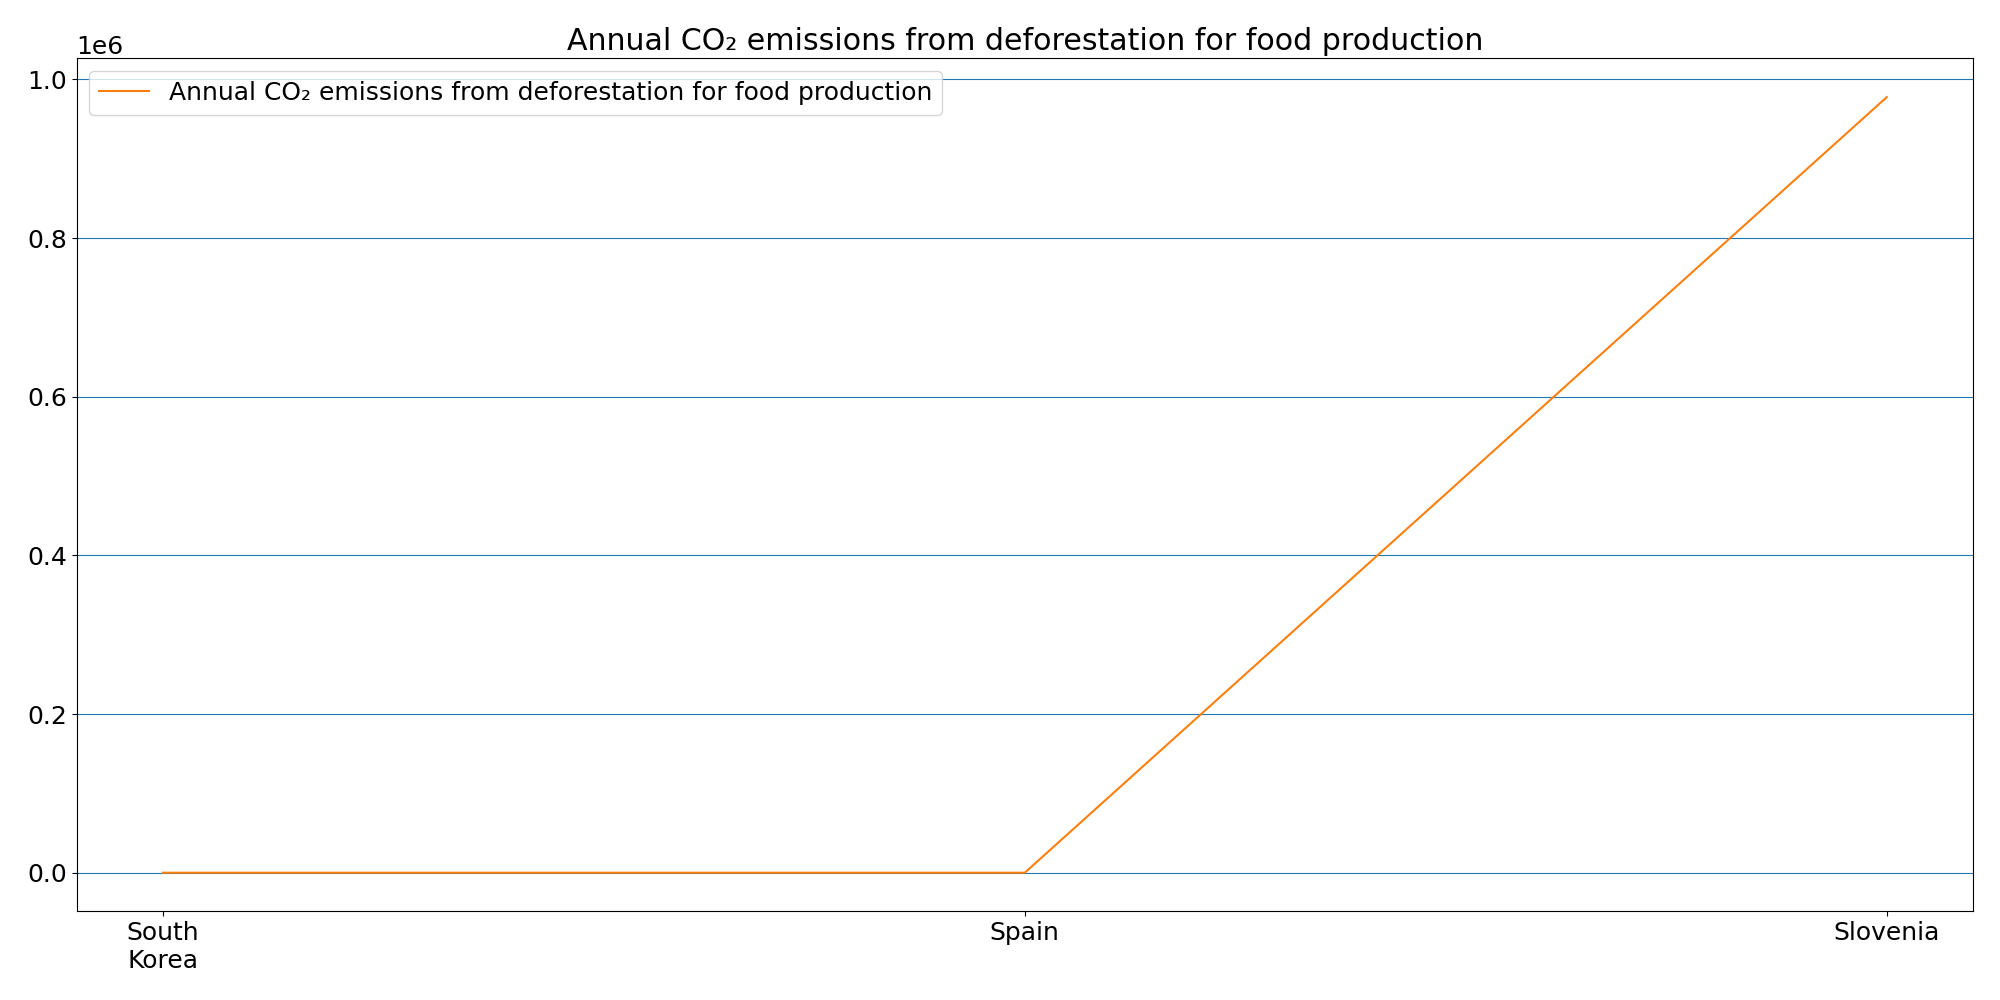 Annual CO₂ emissions from deforestation for food production
1e6
Annual CO₂ emissions from deforestation for food production
1.0
0.8
0.6
0.4
0.2
0.0
South
Korea
Spain
Slovenia